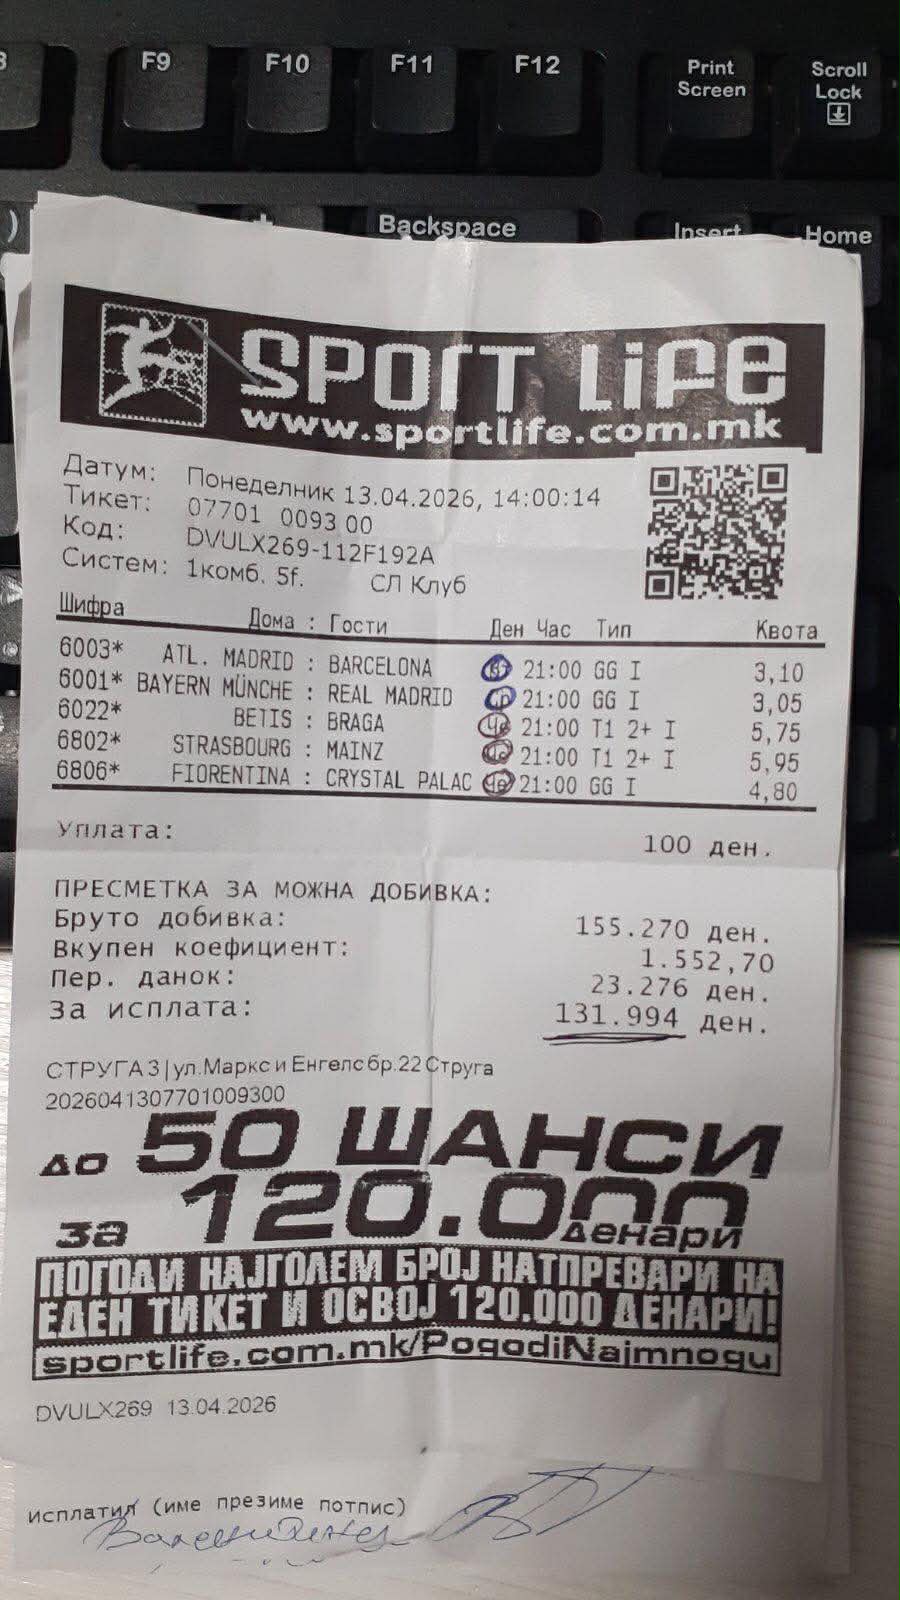 F9 F10 F11 F12 Print Screen Scroll Lock
Backspace Insert Home
SPORT LIFE
www.sportlife.com.mk
Датум: Понеделник 13.04.2026, 14:00:14
Тикет: 07701 0093 00
Код: DVULX269-112F192A
Систем: 1комб. 5f. СЛ Клуб
Шифра Дома : Гости Ден Час Тип Квота
6003* ATL. MADRID : BARCELONA 21:00 GG I 3,10
6001* BAYERN MÜNCHE : REAL MADRID 21:00 GG I 3,05
6022* BETIS : BRAGA Че 21:00 T1 2+ I 5,75
6802* STRASBOURG : MAINZ Че 21:00 T1 2+ I 5,95
6806* FIORENTINA : CRYSTAL PALAC Че 21:00 GG I 4,80
Уплата: 100 ден.
ПРЕСМЕТКА ЗА МОЖНА ДОБИВКА:
Бруто добивка: 155.270 ден.
Вкупен коефициент: 1.552,70
Пер. данок: 23.276 ден.
За исплата: 131.994 ден.
СТРУГА 3 | ул.Маркс и Енгелс бр.22 Струга
2026041307701009300
до 50 ШАНСИ
за 120.000 денари
ПОГОДИ НАЈГОЛЕМ БРОЈ НАТПРЕВАРИ НА
ЕДЕН ТИКЕТ И ОСВОЈ 120.000 ДЕНАРИ!
sportlife.com.mk/PogodiNajmnogu
DVULX269 13.04.2026
исплатил (име презиме потпис)